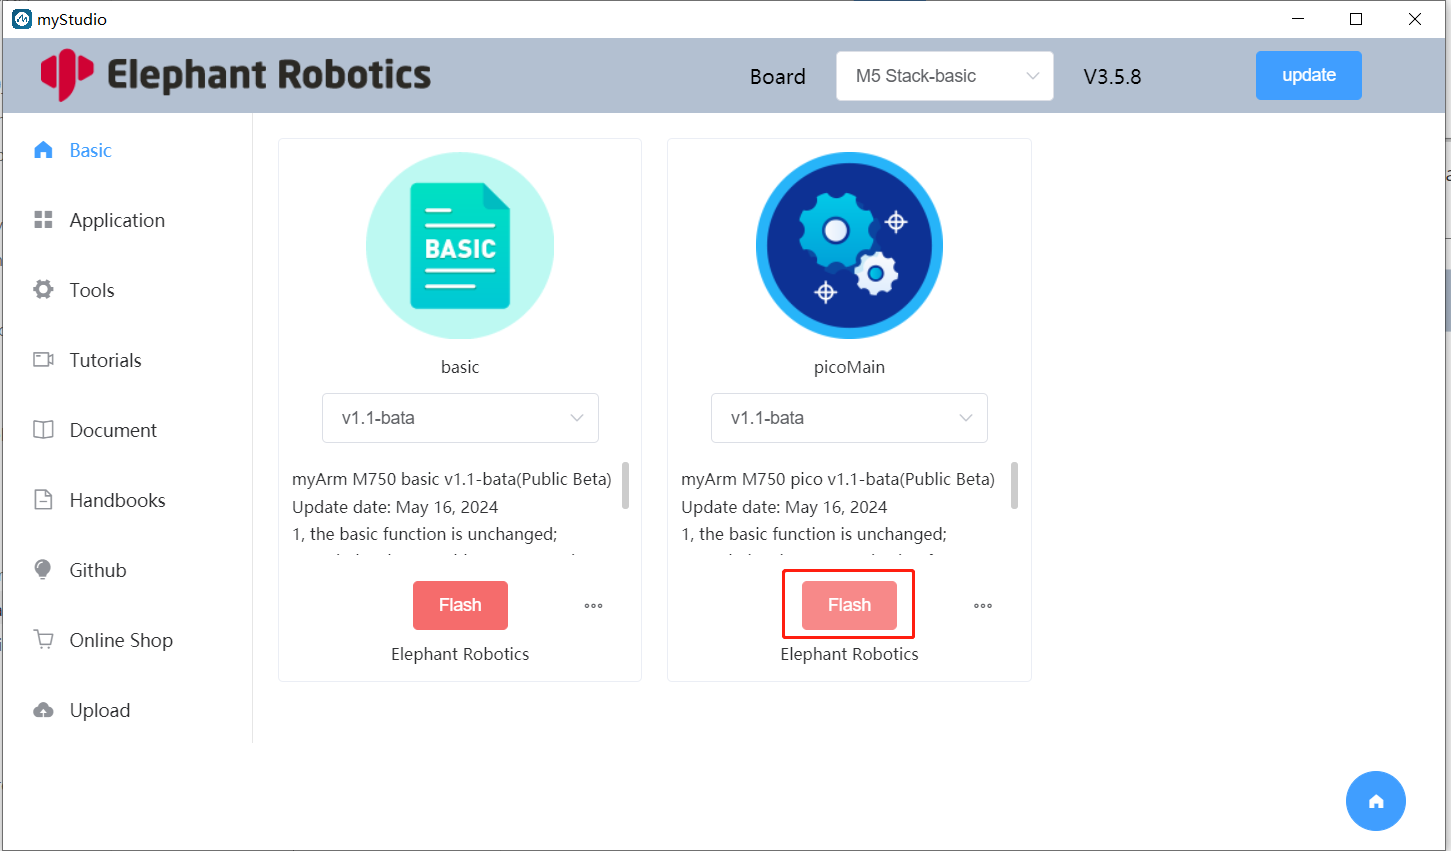 myStudio
Elephant Robotics
Board
M5 Stack-basic
V3.5.8
update
Basic
Application
Tools
Tutorials
Document
Handbooks
Github
Online Shop
Upload
BASIC
basic
v1.1-bata
myArm M750 basic v1.1-bata(Public Beta)
Update date: May 16, 2024
1, the basic function is unchanged;
Flash
Elephant Robotics
picoMain
v1.1-bata
myArm M750 pico v1.1-bata(Public Beta)
Update date: May 16, 2024
1, the basic function is unchanged;
Flash
Elephant Robotics